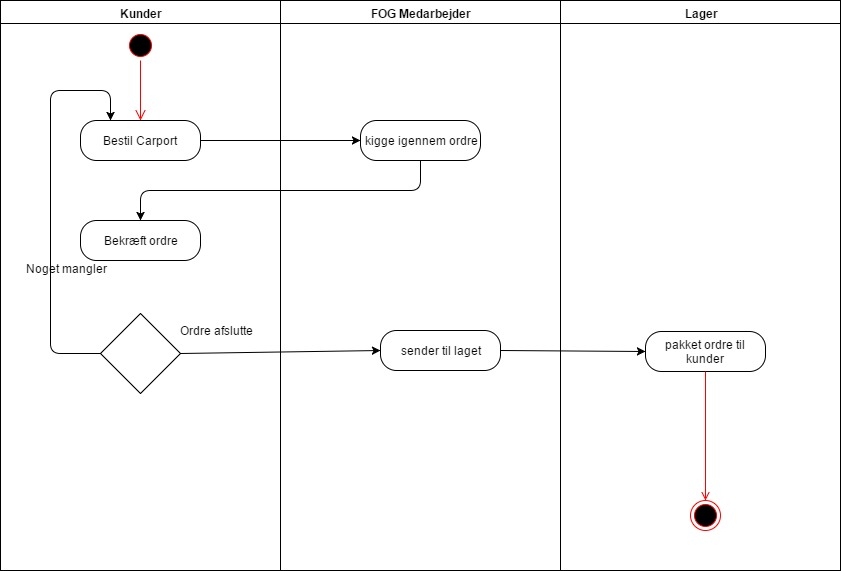 Kunder
FOG Medarbejder
Lager
Bestil Carport
kigge igennem ordre
Bekræft ordre
Noget mangler
Ordre afslutte
sender til laget
pakket ordre til
kunder